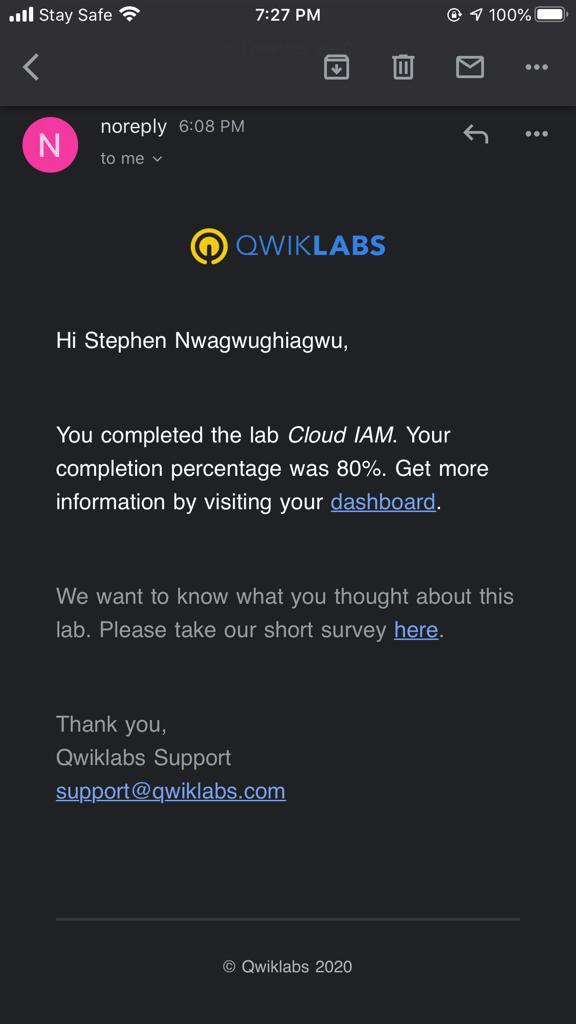 Stay Safe 7:27 PM 100%
noreply 6:08 PM
N
to me
QWIKLABS
Hi Stephen Nwagwughiagwu,
You completed the lab Cloud IAM. Your
completion percentage was 80%. Get more
information by visiting your dashboard.
We want to know what you thought about this
lab. Please take our short survey here.
Thank you,
Qwiklabs Support
support@qwiklabs.com
© Qwiklabs 2020